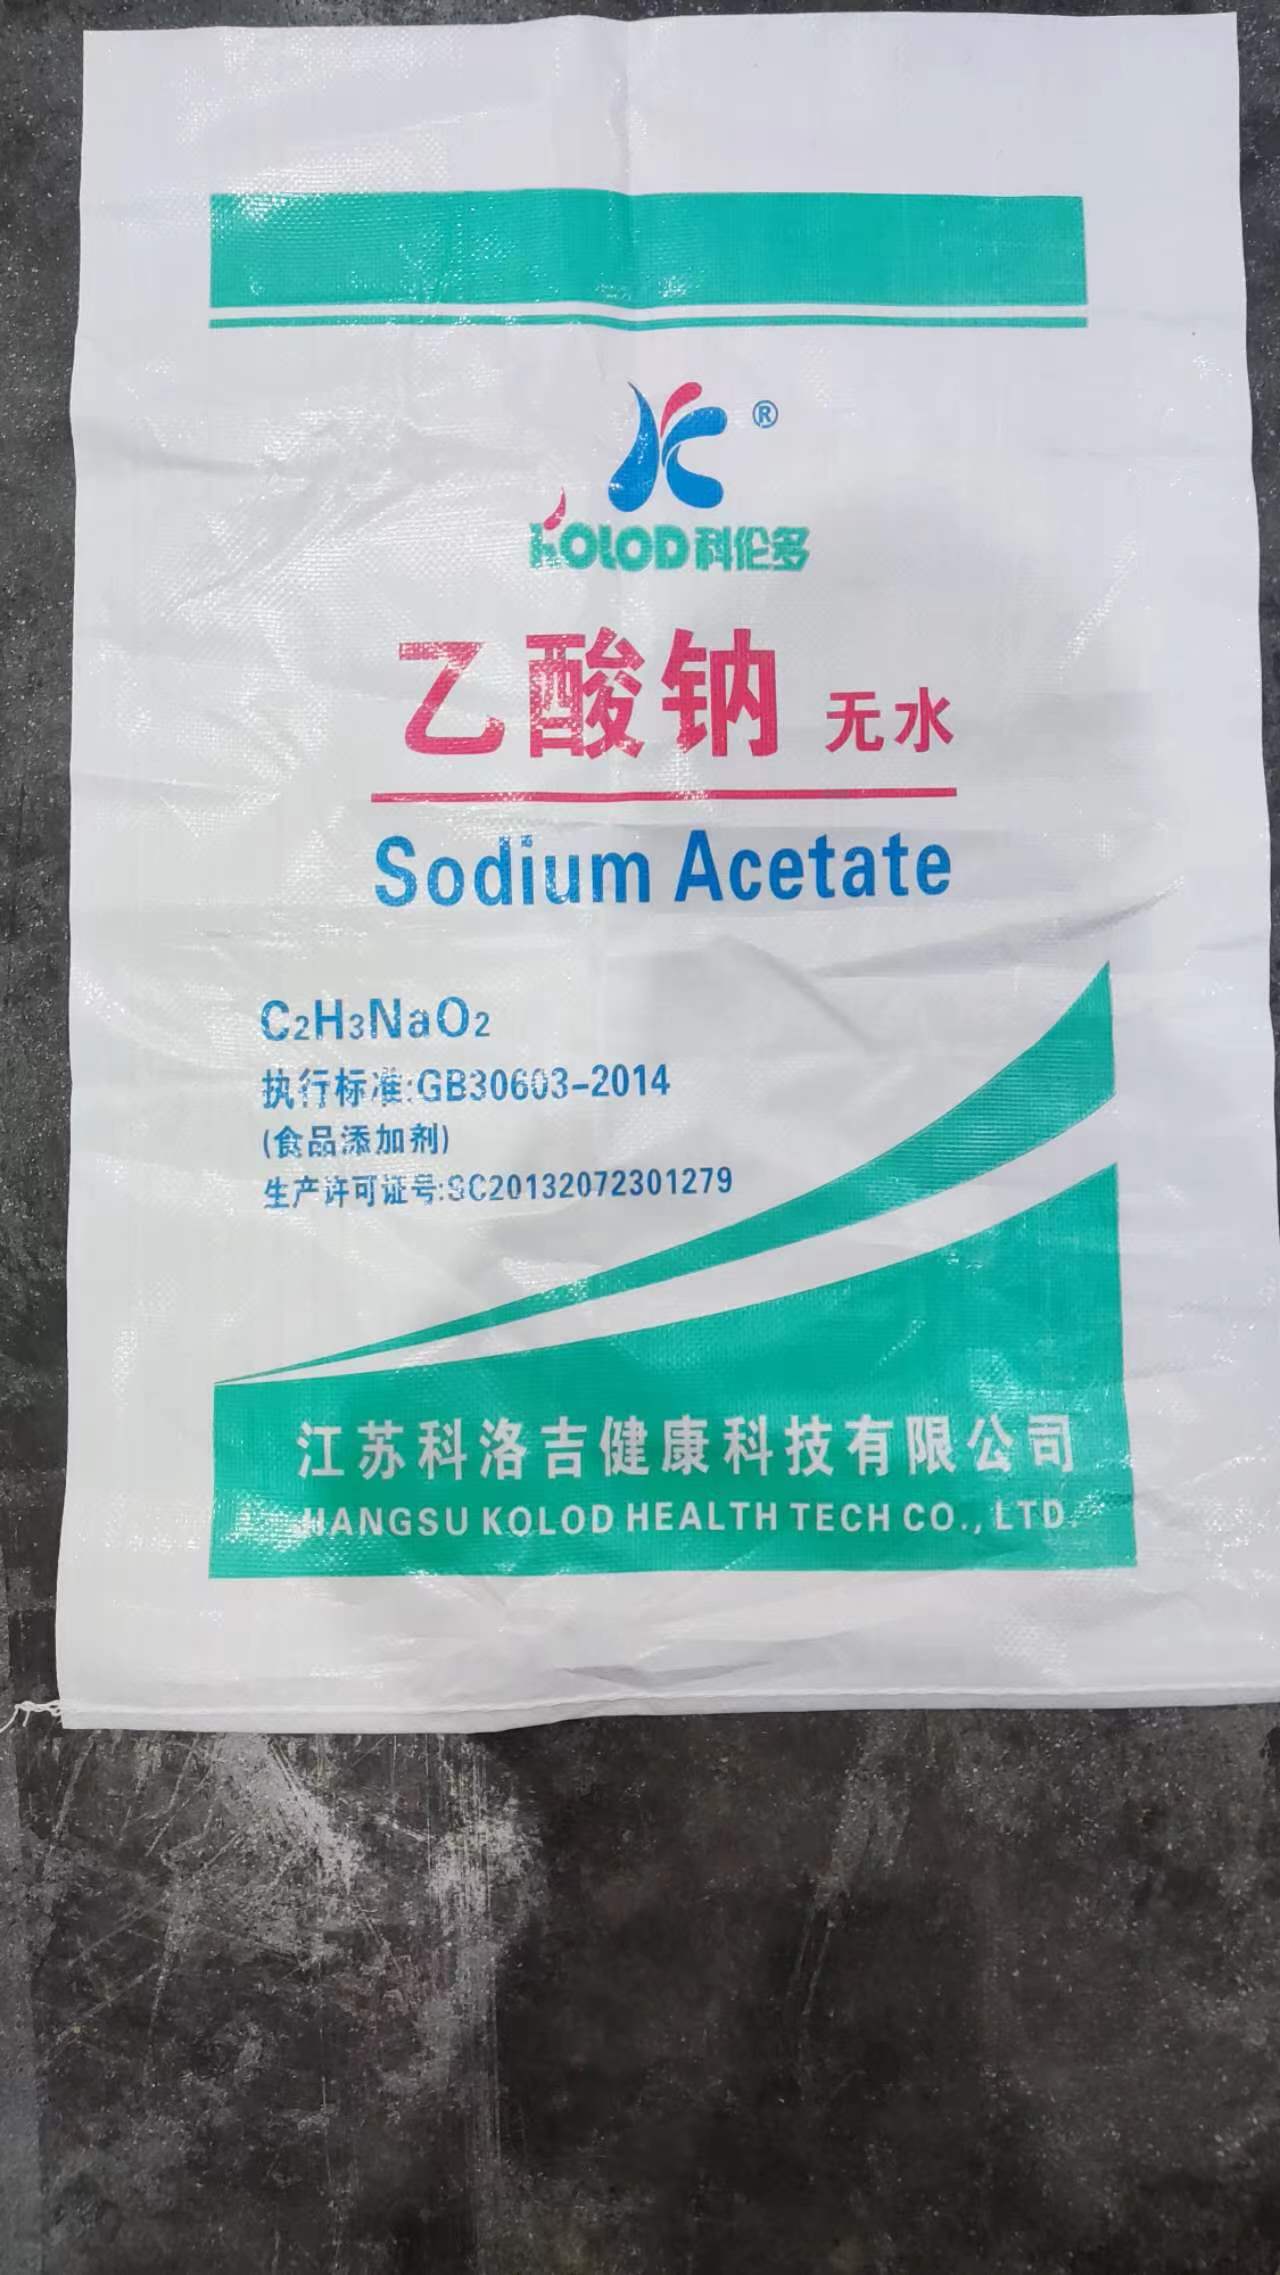 ®
KOLOD科伦多
乙酸钠 无水
Sodium Acetate
C2H3NaO2
执行标准:GB30603-2014
(食品添加剂)
生产许可证号:SC20132072301279
江苏科洛吉健康科技有限公司
JIANGSU KOLOD HEALTH TECH CO., LTD.